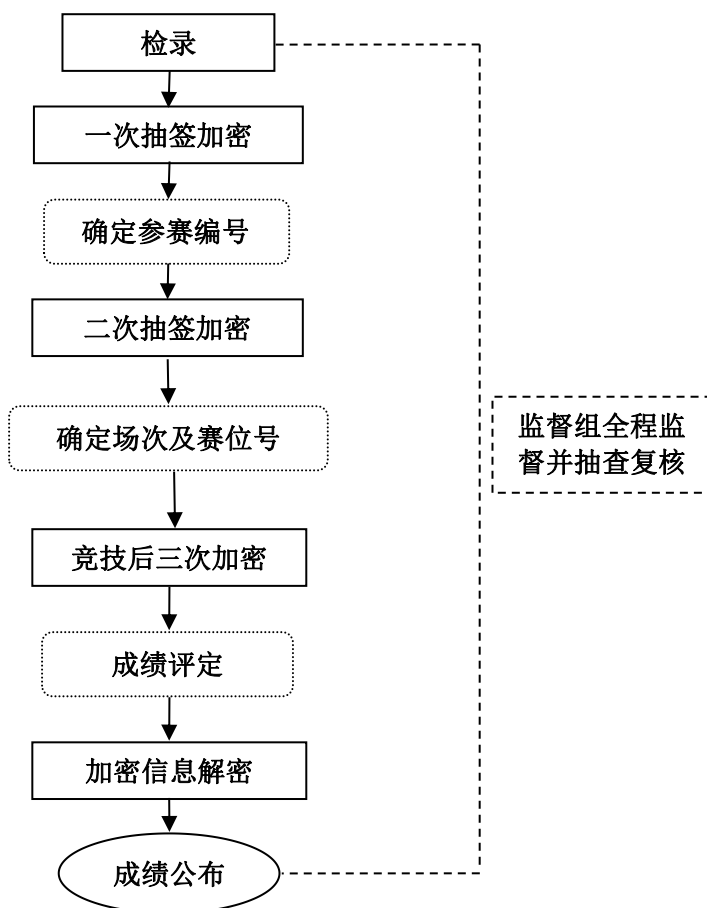 检录
一次抽签加密
确定参赛编号
二次抽签加密
确定场次及赛位号
竞技后三次加密
成绩评定
加密信息解密
成绩公布
监督组全程监
督并抽查复核